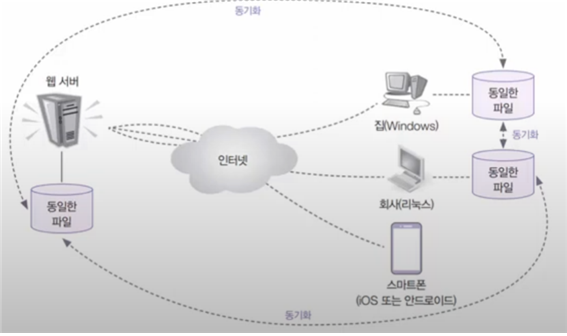 동기화
웹 서버
동일한
파일
집(Windows)
동기화
인터넷
동일한
파일
회사(리눅스)
동일한
파일
스마트폰
(iOS 또는 안드로이드)
동기화